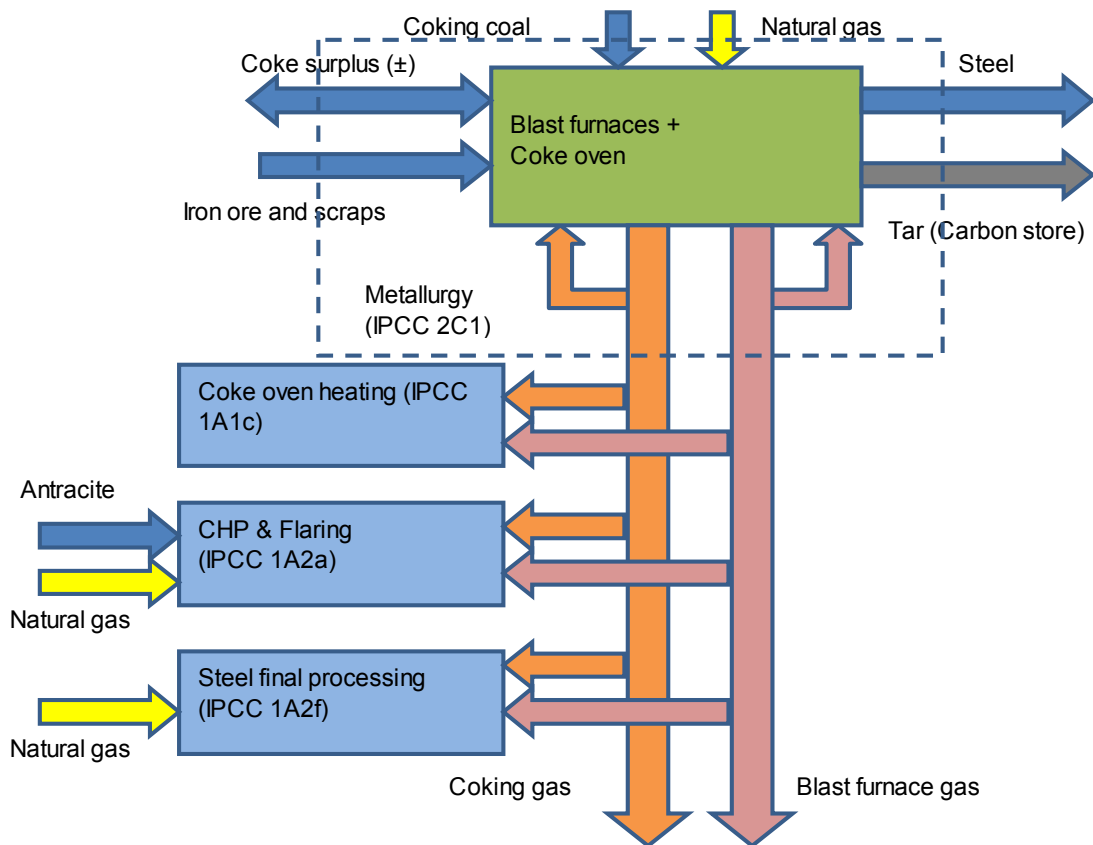 Coking coal
Natural gas
Coke surplus (±)
Steel
Blast furnaces +
Coke oven
Iron ore and scraps
Tar (Carbon store)
Metallurgy
(IPCC 2C1)
Coke oven heating (IPCC
1A1c)
Antracite
CHP & Flaring
(IPCC 1A2a)
Natural gas
Steel final processing
(IPCC 1A2f)
Natural gas
Coking gas
Blast furnace gas